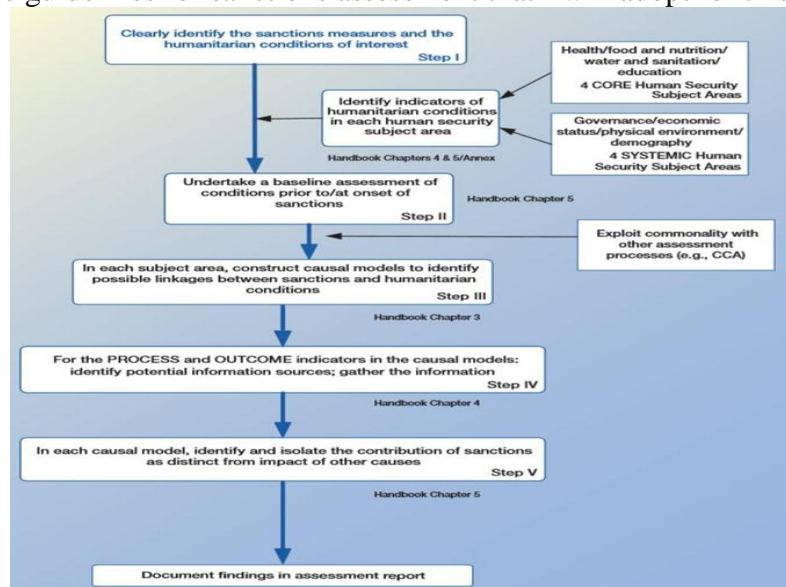 Clearly identify the sanctions measures and the
humanitarian conditions of interest
Step I
Health/food and nutrition/
water and sanitation/
education
4 CORE Human Security
Subject Areas
Identify indicators of
humanitarian conditions
in each human security
subject area
Governance/economic
status/physical environment/
demography
4 SYSTEMIC Human
Security Subject Areas
Handbook Chapters 4 & 5/Annex
Undertake a baseline assessment of
conditions prior to/at onset of
sanctions
Step II
Handbook Chapter 5
Exploit commonality with
other assessment
processes (e.g., CCA)
In each subject area, construct causal models to identify
possible linkages between sanctions and humanitarian
conditions
Step III
Handbook Chapter 3
For the PROCESS and OUTCOME indicators in the causal models:
identify potential information sources; gather the information
Step IV
Handbook Chapter 4
In each causal model, identify and isolate the contribution of sanctions
as distinct from impact of other causes
Step V
Handbook Chapter 5
Document findings in assessment report